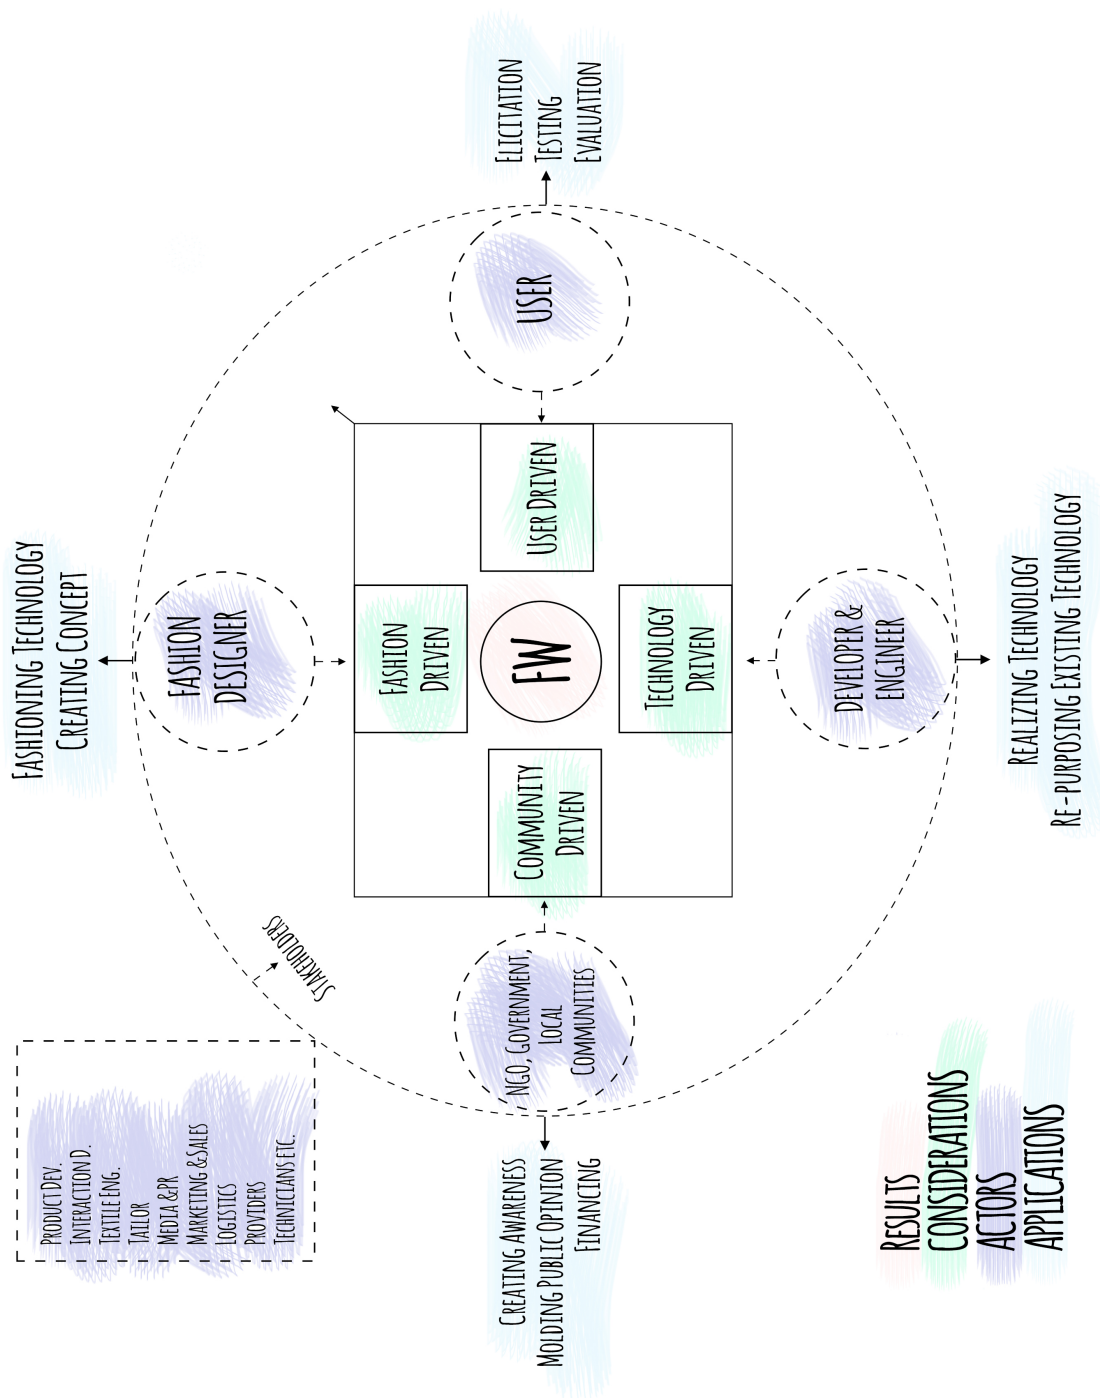 PRODUCT DEV.
INTERACTION D.
TEXTILE ENG.
TAILOR
MEDIA & PR
MARKETING & SALES
LOGISTICS
PROVIDERS
TECHNICIANS ETC.
STAKEHOLDERS
FASHIONING TECHNOLOGY
CREATING CONCEPT
FASHION
DESIGNER
FASHION
DRIVEN
CREATING AWARENESS
MOLDING PUBLIC OPINION
FINANCING
NGO, GOVERNMENT,
LOCAL
COMMUNITIES
COMMUNITY
DRIVEN
FW
USER DRIVEN
USER
ELICITATION
TESTING
EVALUATION
TECHNOLOGY
DRIVEN
DEVELOPER &
ENGINEER
REALIZING TECHNOLOGY
RE-PURPOSING EXISTING TECHNOLOGY
RESULTS
CONSIDERATIONS
ACTORS
APPLICATIONS